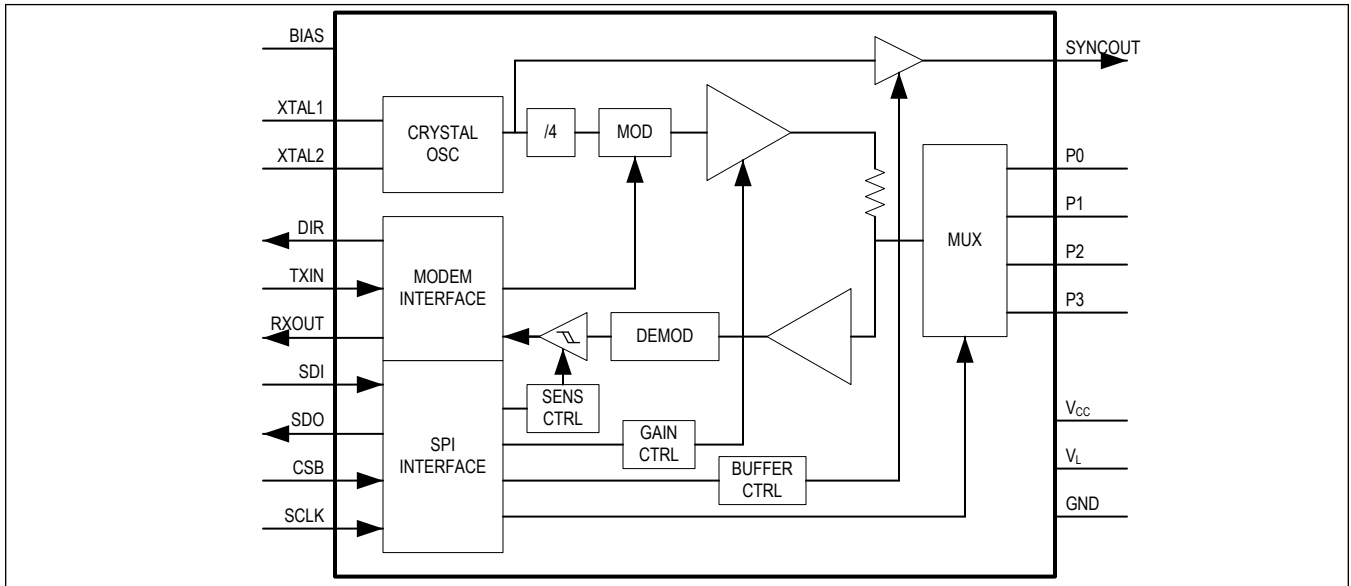 BIAS
SYNCOUT
XTAL1
XTAL2
CRYSTAL
OSC
/4
MOD
P0
P1
P2
P3
MUX
DIR
TXIN
RXOUT
MODEM
INTERFACE
DEMOD
SDI
SDO
CSB
SCLK
SPI
INTERFACE
SENS
CTRL
GAIN
CTRL
BUFFER
CTRL
VCC
VL
GND